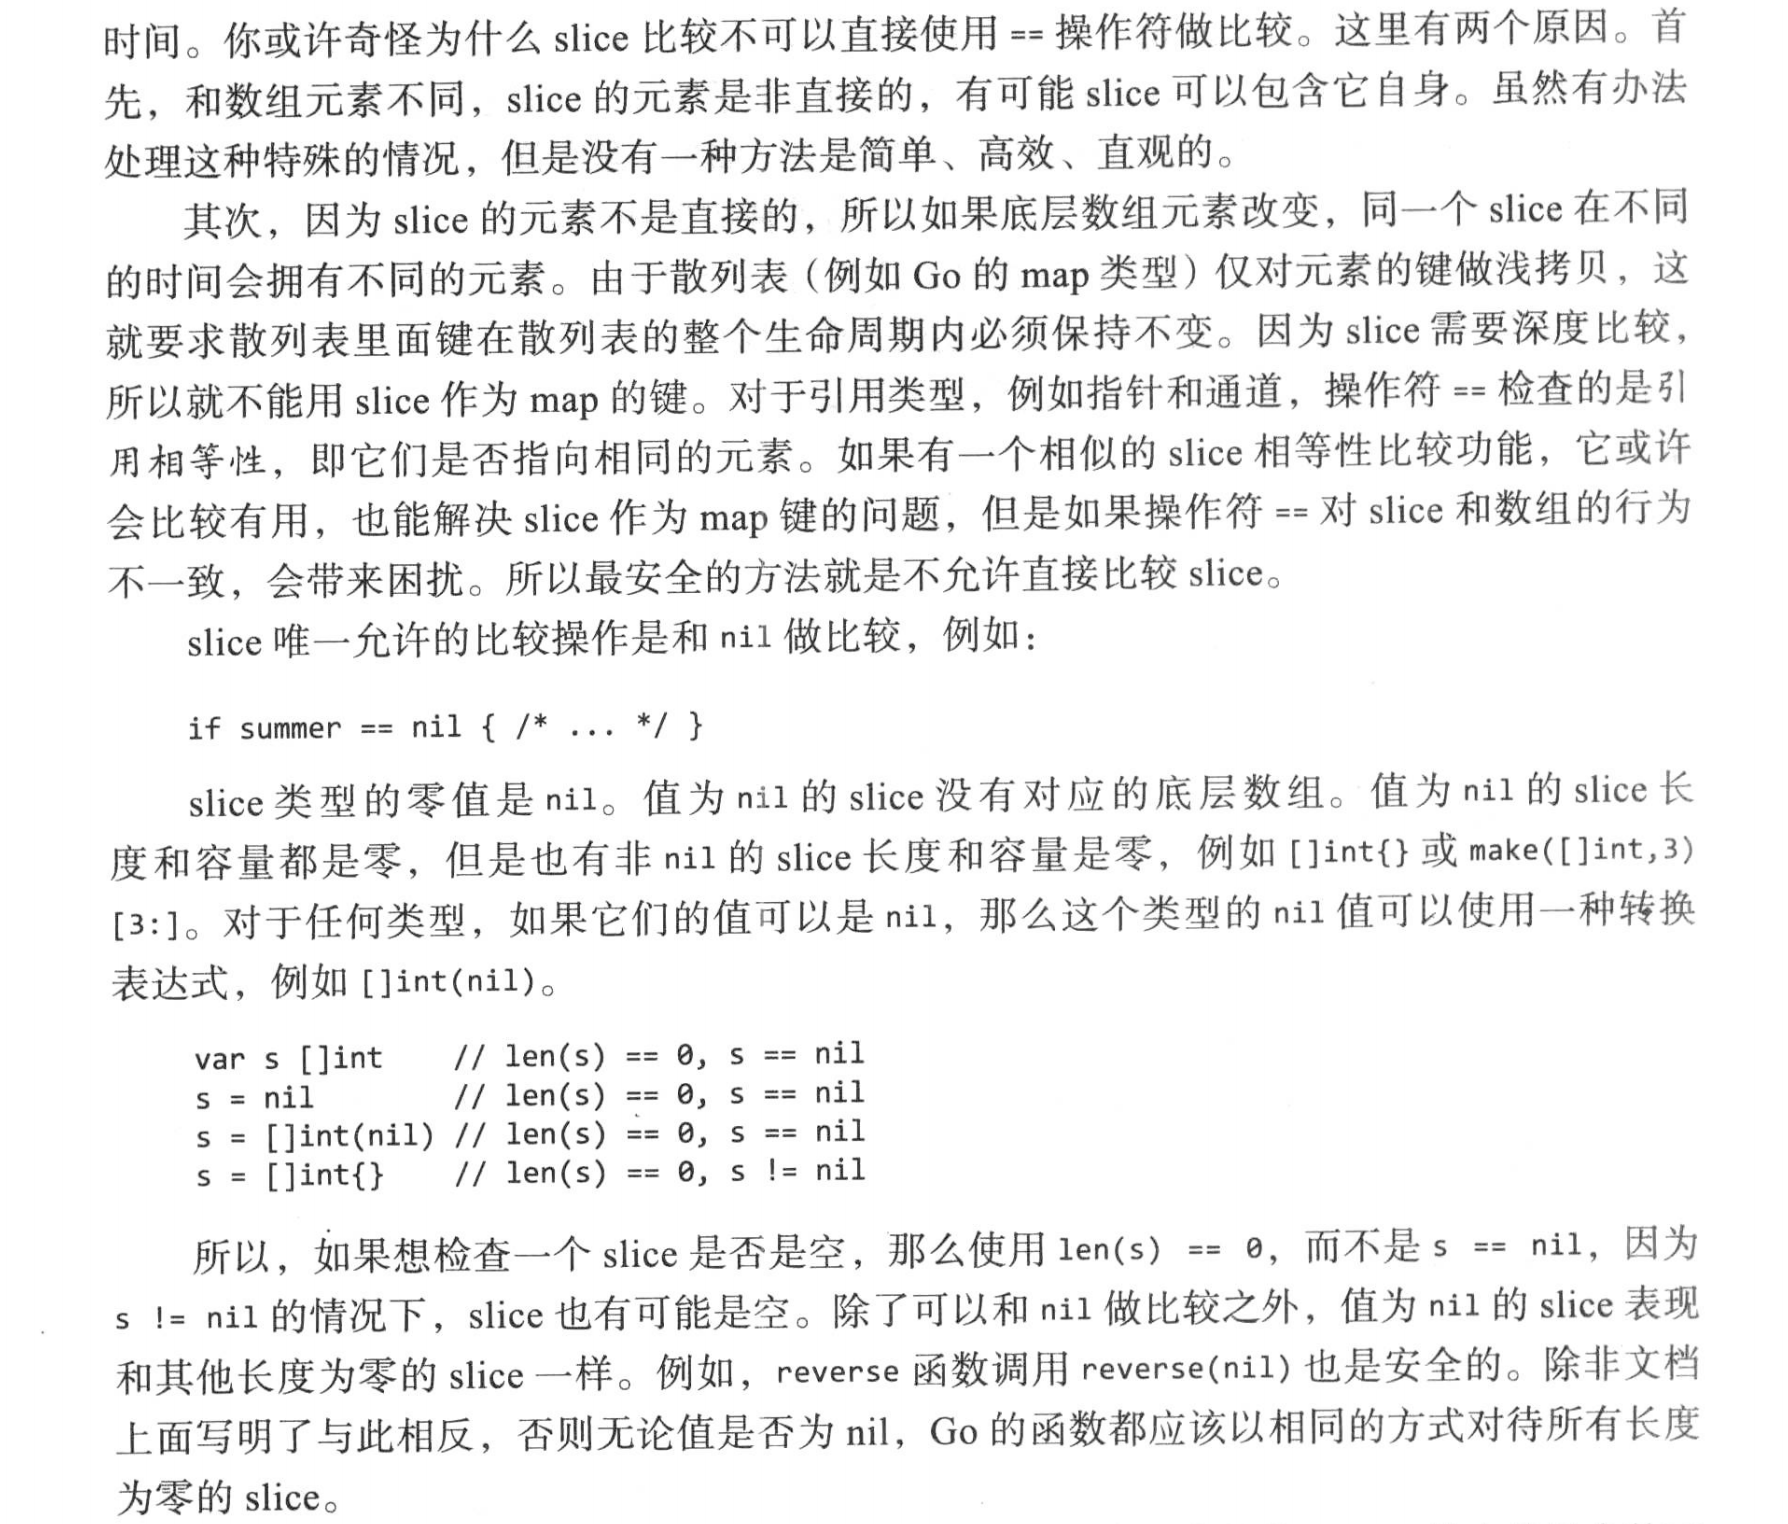 时间。你或许奇怪为什么 slice 比较不可以直接使用 == 操作符做比较。这里有两个原因。首
先，和数组元素不同，slice 的元素是非直接的，有可能 slice 可以包含它自身。虽然有办法
处理这种特殊的情况，但是没有一种方法是简单、高效、直观的。
其次，因为 slice 的元素不是直接的，所以如果底层数组元素改变，同一个 slice 在不同
的时间会拥有不同的元素。由于散列表（例如 Go 的 map 类型）仅对元素的键做浅拷贝，这
就要求散列表里面键在散列表的整个生命周期内必须保持不变。因为 slice 需要深度比较，
所以就不能用 slice 作为 map 的键。对于引用类型，例如指针和通道，操作符 == 检查的是引
用相等性，即它们是否指向相同的元素。如果有一个相似的 slice 相等性比较功能，它或许
会比较有用，也能解决 slice 作为 map 键的问题，但是如果操作符 == 对 slice 和数组的行为
不一致，会带来困扰。所以最安全的方法就是不允许直接比较 slice。
slice 唯一允许的比较操作是和 nil 做比较，例如：
if summer == nil { /* ... */ }
slice 类型的零值是 nil。值为 nil 的 slice 没有对应的底层数组。值为 nil 的 slice 长
度和容量都是零，但是也有非 nil 的 slice 长度和容量是零，例如 []int{} 或 make([]int,3)
[3:]。对于任何类型，如果它们的值可以是 nil，那么这个类型的 nil 值可以使用一种转换
表达式，例如 []int(nil)。
var s []int    // len(s) == 0, s == nil
s = nil        // len(s) == 0, s == nil
s = []int(nil) // len(s) == 0, s == nil
s = []int{}    // len(s) == 0, s != nil
所以，如果想检查一个 slice 是否是空，那么使用 len(s) == 0，而不是 s == nil，因为
s != nil 的情况下，slice 也有可能是空。除了可以和 nil 做比较之外，值为 nil 的 slice 表现
和其他长度为零的 slice 一样。例如，reverse 函数调用 reverse(nil) 也是安全的。除非文档
上面写明了与此相反，否则无论值是否为 nil，Go 的函数都应该以相同的方式对待所有长度
为零的 slice。